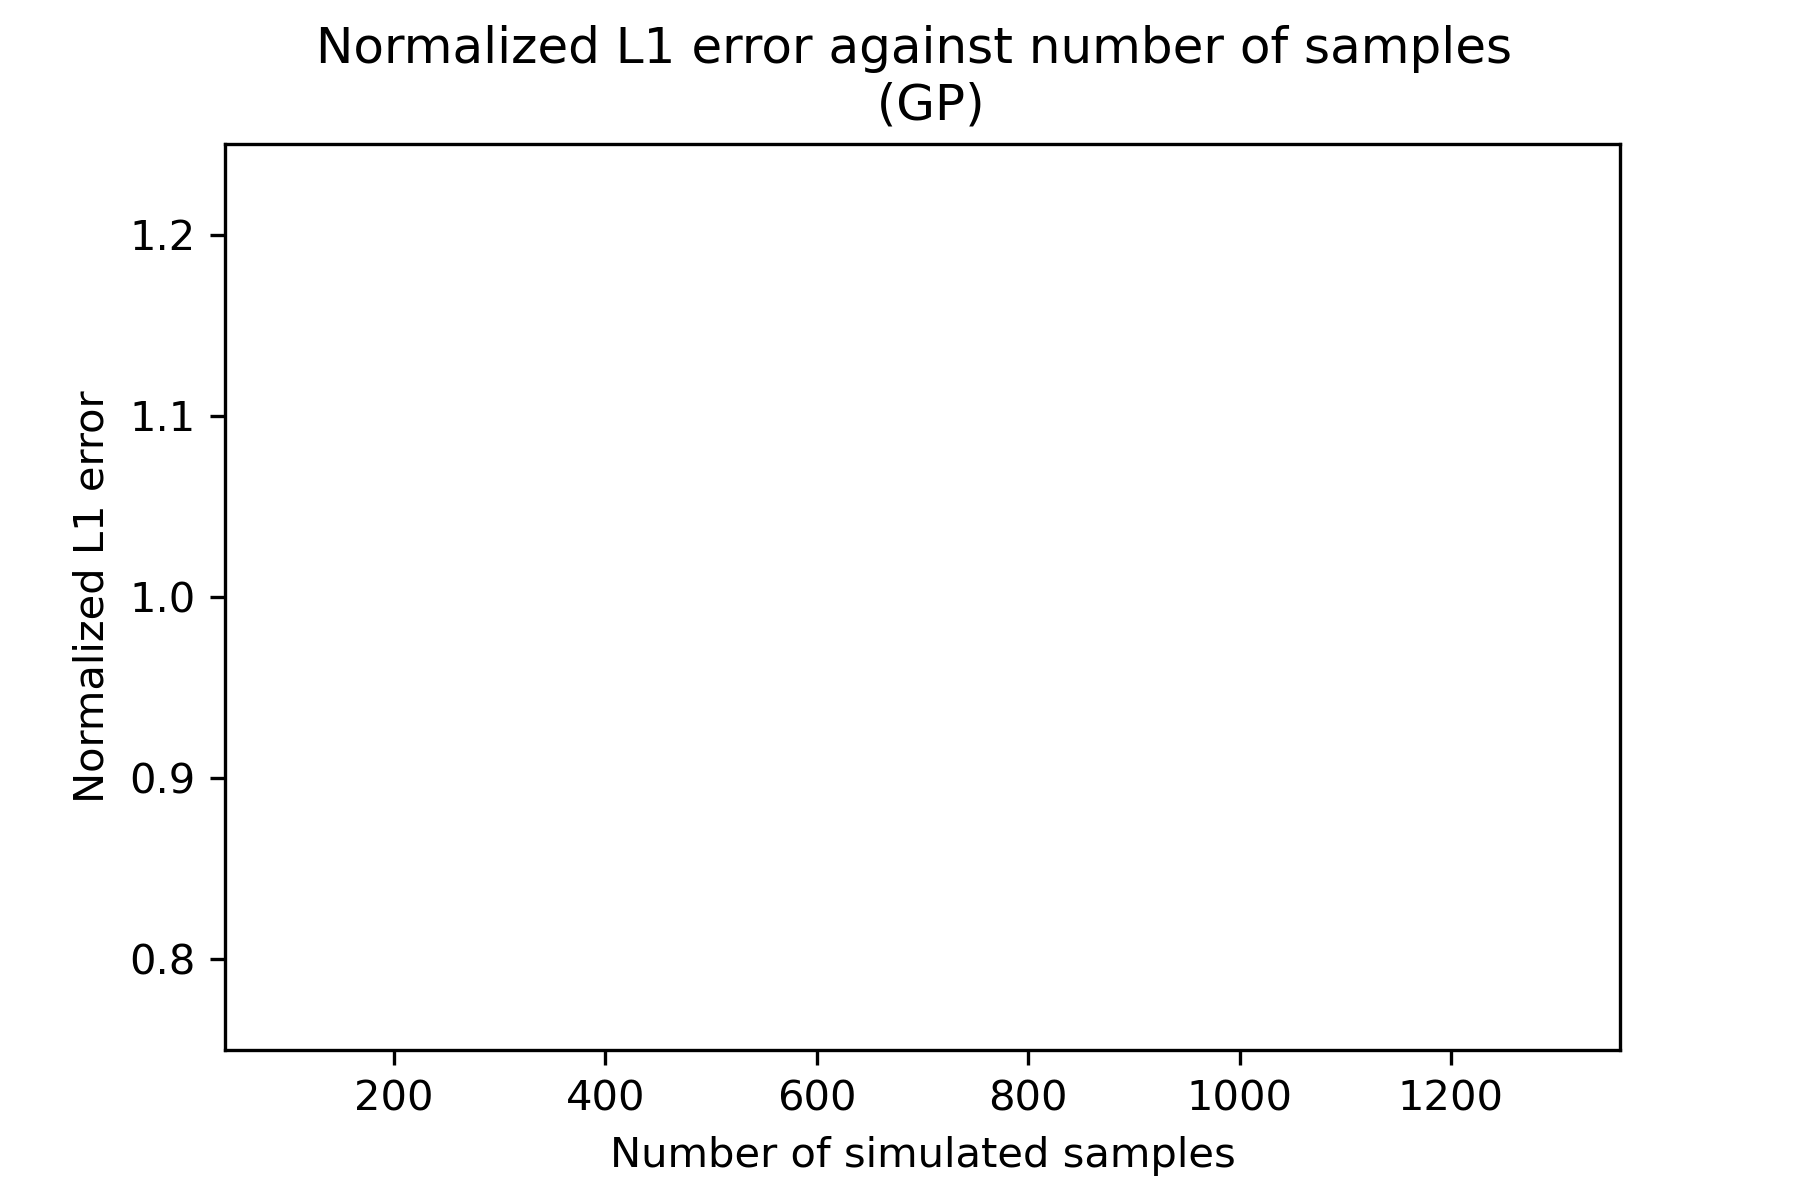 Normalized L1 error against number of samples
(GP)
Normalized L1 error
1.2
1.1
1.0
0.9
0.8
200 400 600 800 1000 1200
Number of simulated samples